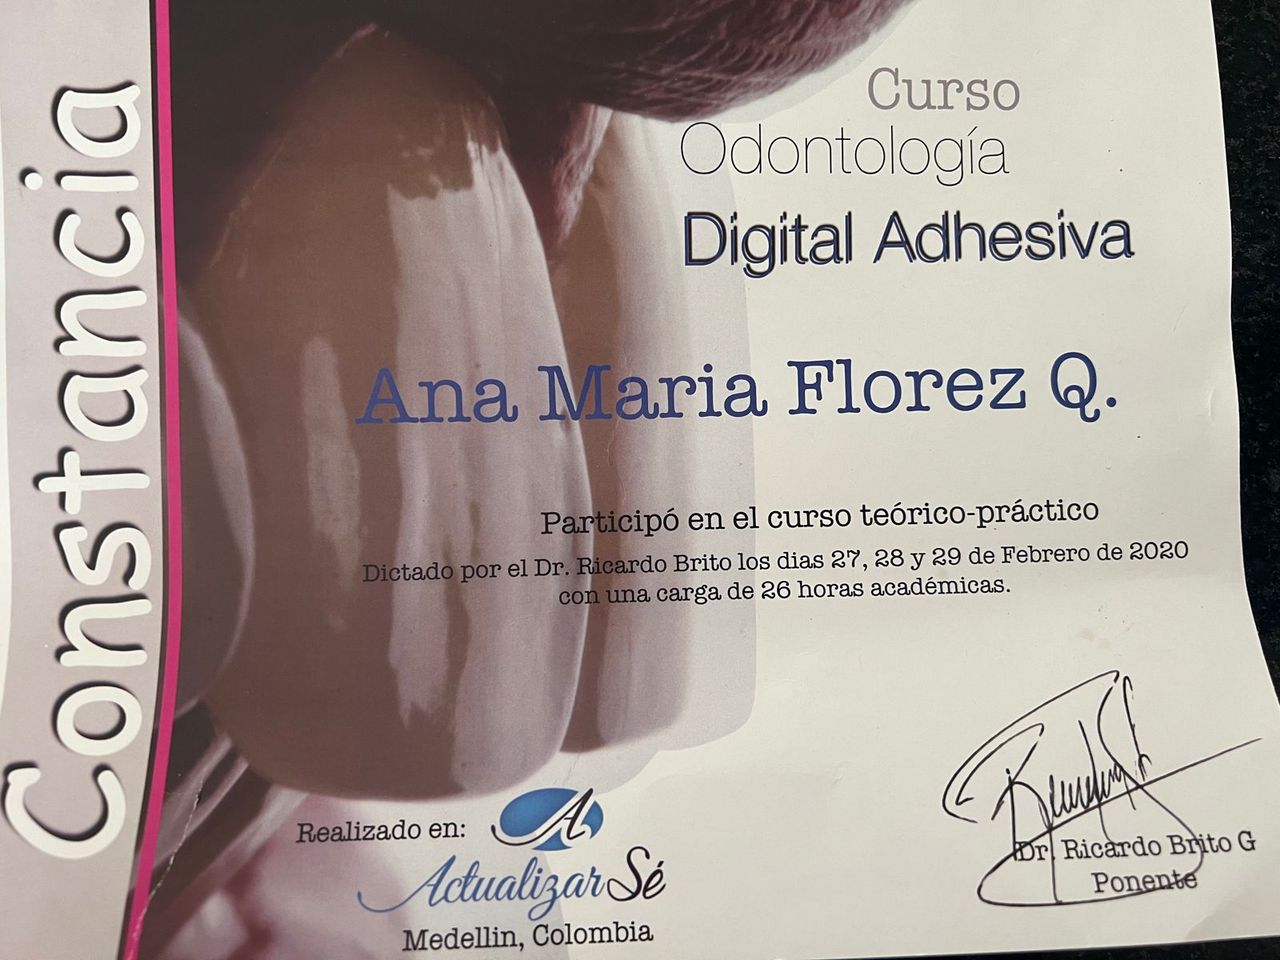 Constancia
Curso
Odontología
Digital Adhesiva
Ana Maria Florez Q.
Participó en el curso teórico-práctico
Dictado por el Dr. Ricardo Brito los dias 27, 28 y 29 de Febrero de 2020
con una carga de 26 horas académicas.
Realizado en:
A
Actualizar Sé
Medellin, Colombia
Dr. Ricardo Brito G
Ponente